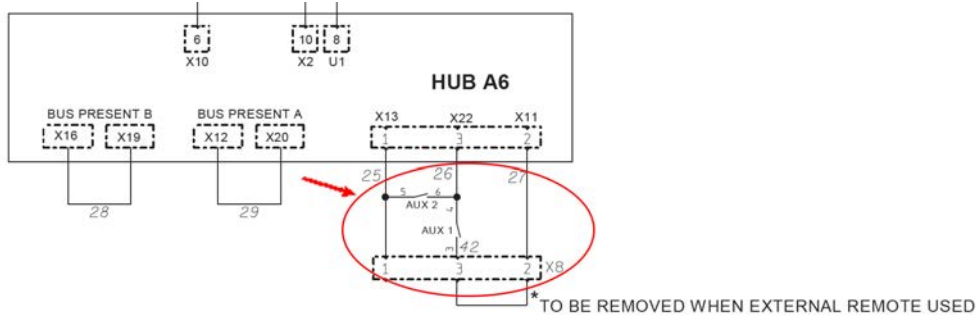 6 10 8
X10 X2 U1
HUB A6
BUS PRESENT B BUS PRESENT A X13 X22 X11
X16 X19 X12 X20 1 3 2
25 26 27
5 6
AUX 2
4
AUX 1
28 29
3 42
1 3 2 X8
*TO BE REMOVED WHEN EXTERNAL REMOTE USED